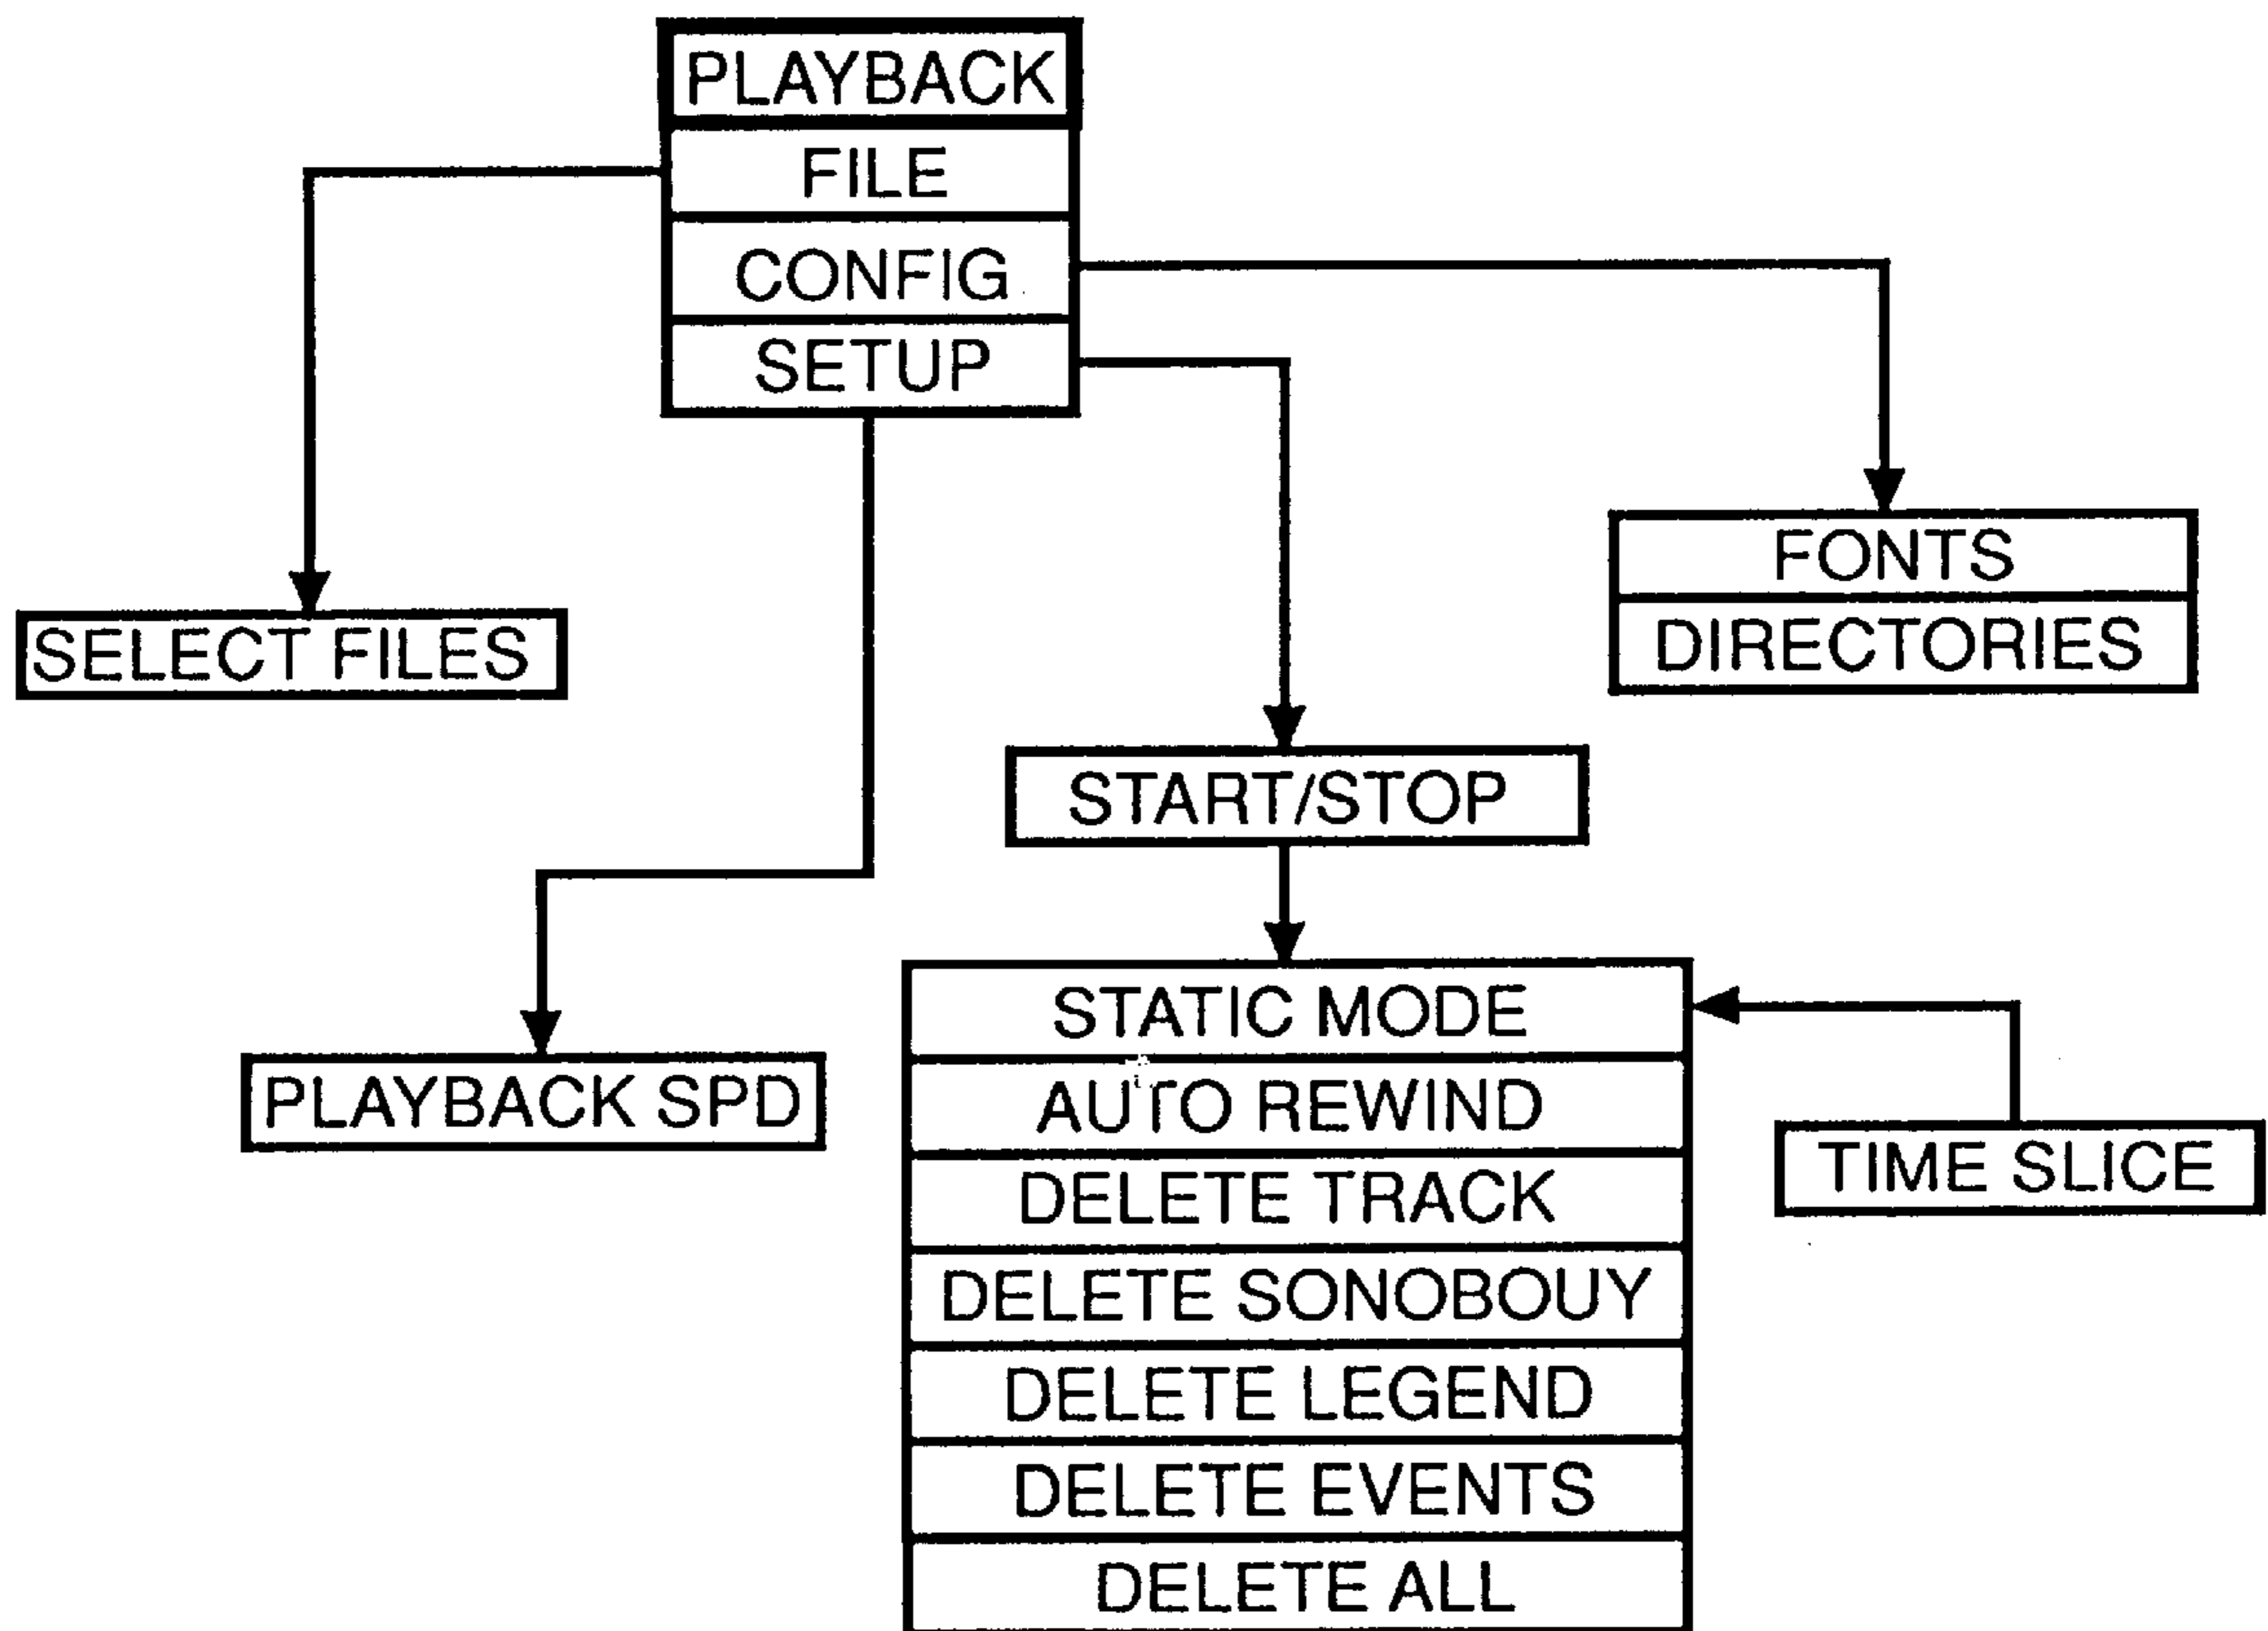 PLAYBACK
FILE
CONFIG
SETUP
SELECT FILES
FONTS
DIRECTORIES
START/STOP
PLAYBACK SPD
STATIC MODE
AUTO REWIND
DELETE TRACK
DELETE SONOBOUY
DELETE LEGEND
DELETE EVENTS
DELETE ALL
TIME SLICE